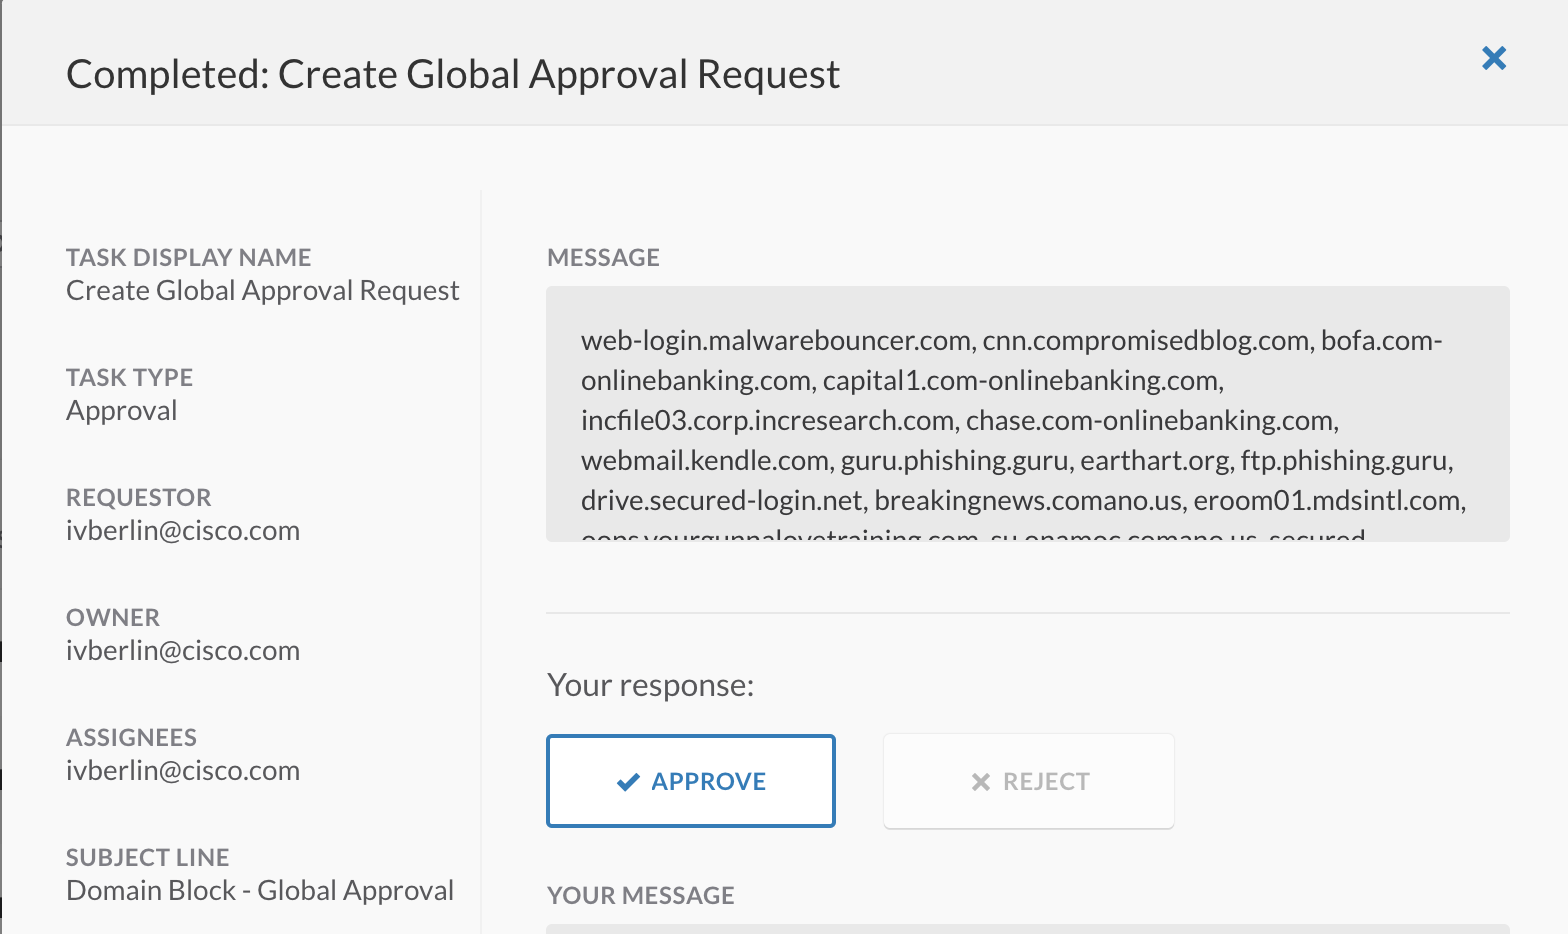 Completed: Create Global Approval Request
TASK DISPLAY NAME
Create Global Approval Request
TASK TYPE
Approval
REQUESTOR
ivberlin@cisco.com
OWNER
ivberlin@cisco.com
ASSIGNEES
ivberlin@cisco.com
SUBJECT LINE
Domain Block - Global Approval
MESSAGE
web-login.malwarebouncer.com, cnn.compromisedblog.com, bofa.com-
onlinebanking.com, capital1.com-onlinebanking.com,
incfile03.corp.incresearch.com, chase.com-onlinebanking.com,
webmail.kendle.com, guru.phishing.guru, earthart.org, ftp.phishing.guru,
drive.secured-login.net, breakingnews.comano.us, eroom01.mdsintl.com,
Your response:
APPROVE
REJECT
YOUR MESSAGE